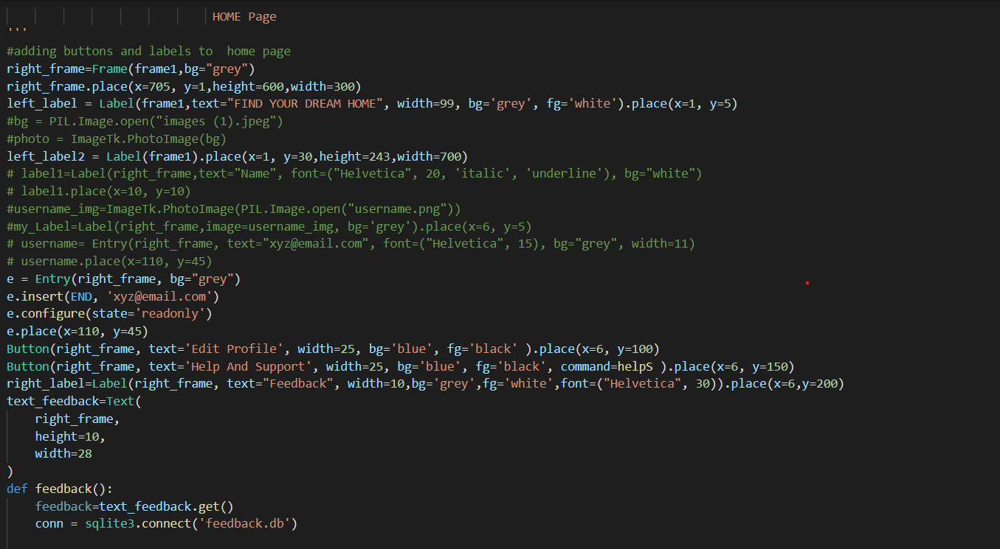 HOME Page
'''
#adding buttons and labels to  home page
right_frame=Frame(frame1,bg="grey")
right_frame.place(x=705, y=1,height=600,width=300)
left_label = Label(frame1,text="FIND YOUR DREAM HOME", width=99, bg='grey', fg='white').place(x=1, y=5)
#bg = PIL.Image.open("images (1).jpeg")
#photo = ImageTk.PhotoImage(bg)
left_label2 = Label(frame1).place(x=1, y=30,height=243,width=700)
# label1=Label(right_frame,text="Name", font=("Helvetica", 20, 'italic', 'underline'), bg="white")
# label1.place(x=10, y=10)
#username_img=ImageTk.PhotoImage(PIL.Image.open("username.png"))
#my_Label=Label(right_frame,image=username_img, bg='grey').place(x=6, y=5)
# username= Entry(right_frame, text="xyz@email.com", font=("Helvetica", 15), bg="grey", width=11)
# username.place(x=110, y=45)
e = Entry(right_frame, bg="grey")
e.insert(END, 'xyz@email.com')
e.configure(state='readonly')
e.place(x=110, y=45)
Button(right_frame, text='Edit Profile', width=25, bg='blue', fg='black' ).place(x=6, y=100)
Button(right_frame, text='Help And Support', width=25, bg='blue', fg='black', command=helpS ).place(x=6, y=150)
right_label=Label(right_frame, text="Feedback", width=10,bg='grey',fg='white',font=("Helvetica", 30)).place(x=6,y=200)
text_feedback=Text(
    right_frame,
    height=10,
    width=28
)
def feedback():
    feedback=text_feedback.get()
    conn = sqlite3.connect('feedback.db')